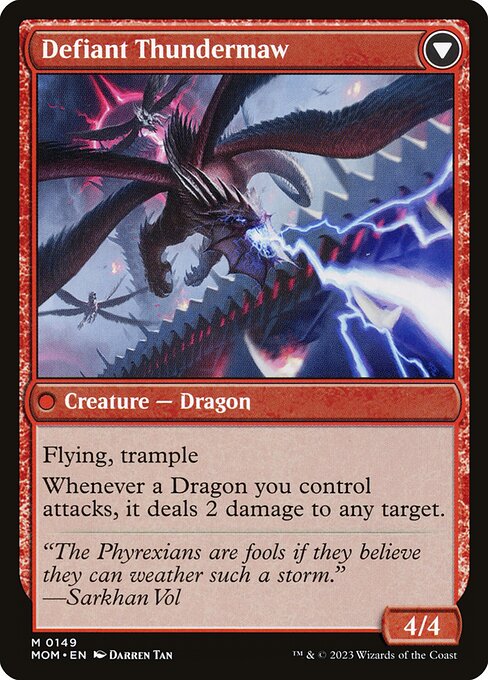 Defiant Thundermaw
Creature — Dragon
Flying, trample
Whenever a Dragon you control
attacks, it deals 2 damage to any target.
“The Phyrexians are fools if they believe
they can weather such a storm.”
—Sarkhan Vol
4/4
M 0149
MOM • EN Darren Tan
™ & © 2023 Wizards of the Coast